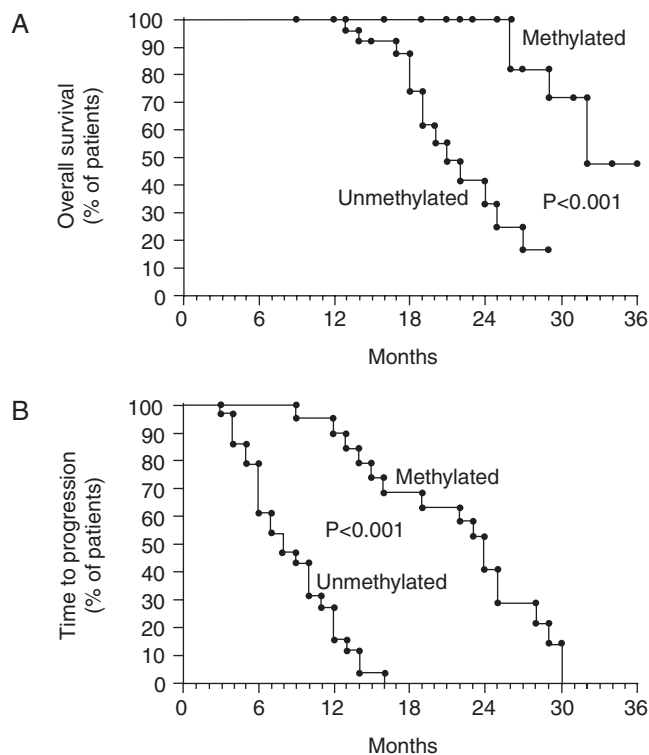 A
Overall survival
(% of patients)
100
90
80
70
60
50
40
30
20
10
0
Methylated
Unmethylated
P<0.001
0 6 12 18 24 30 36
Months
B
Time to progression
(% of patients)
100
90
80
70
60
50
40
30
20
10
0
Methylated
P<0.001
Unmethylated
0 6 12 18 24 30 36
Months